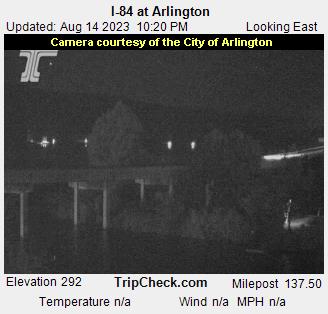 I-84 at Arlington
Updated: Aug 14 2023 10:20 PM Looking East
Camera courtesy of the City of Arlington
Elevation 292 TripCheck.com Milepost 137.50
Temperature n/a Wind n/a MPH n/a